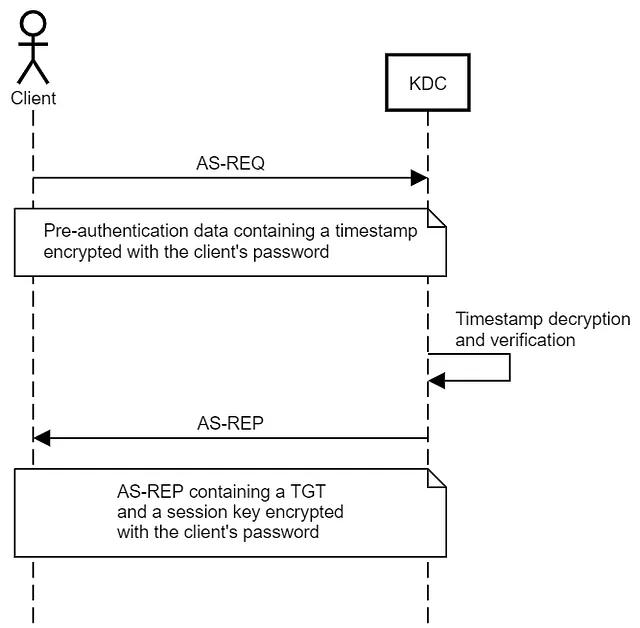 Client
KDC
AS-REQ
Pre-authentication data containing a timestamp
encrypted with the client's password
Timestamp decryption
and verification
AS-REP
AS-REP containing a TGT
and a session key encrypted
with the client's password